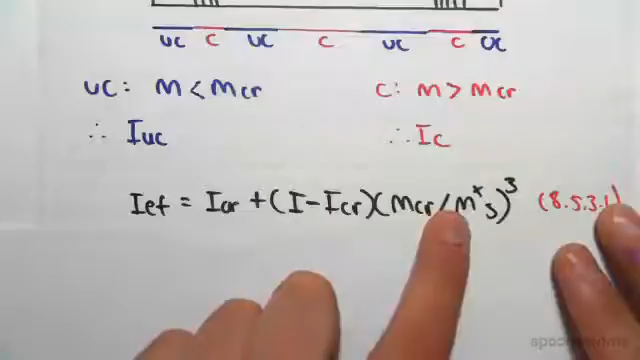 UC C UC C UC C UC
UC: M < Mcr C: M > Mcr
∴ Iuc ∴ Ic
Ief = Icr + (I - Icr)(Mcr/M*s)³ (8.5.3.1)